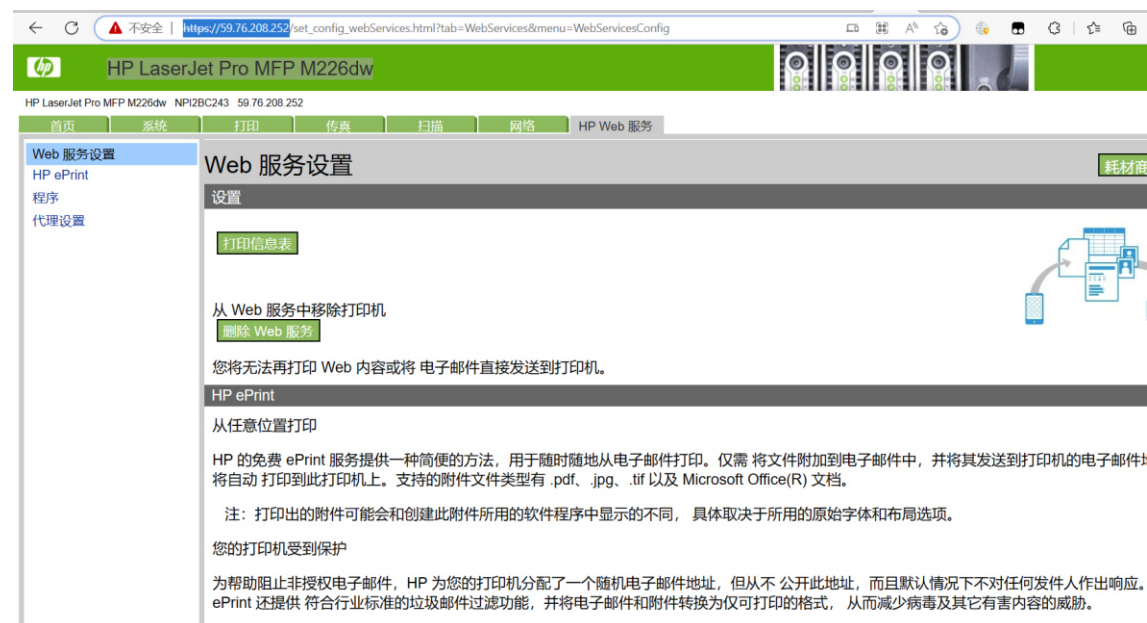 不安全 | https://59.76.208.252/set_config_webServices.html?tab=WebServices&menu=WebServicesConfig
hp HP LaserJet Pro MFP M226dw
HP LaserJet Pro MFP M226dw NPI2BC243 59.76.208.252
首页 系统 打印 传真 扫描 网络 HP Web 服务
Web 服务设置
HP ePrint
程序
代理设置
Web 服务设置
耗材商
设置
打印信息表
从 Web 服务中移除打印机
删除 Web 服务
您将无法再打印 Web 内容或将 电子邮件直接发送到打印机。
HP ePrint
从任意位置打印
HP 的免费 ePrint 服务提供一种简便的方法，用于随时随地从电子邮件打印。仅需 将文件附加到电子邮件中，并将其发送到打印机的电子邮件
将自动 打印到此打印机上。支持的附件文件类型有 .pdf、.jpg、.tif 以及 Microsoft Office(R) 文档。
注：打印出的附件可能会和创建此附件所用的软件程序中显示的不同， 具体取决于所用的原始字体和布局选项。
您的打印机受到保护
为帮助阻止非授权电子邮件，HP 为您的打印机分配了一个随机电子邮件地址，但从不 公开此地址，而且默认情况下不对任何发件人作出响应。
ePrint 还提供 符合行业标准的垃圾邮件过滤功能，并将电子邮件和附件转换为仅可打印的格式， 从而减少病毒及其它有害内容的威胁。